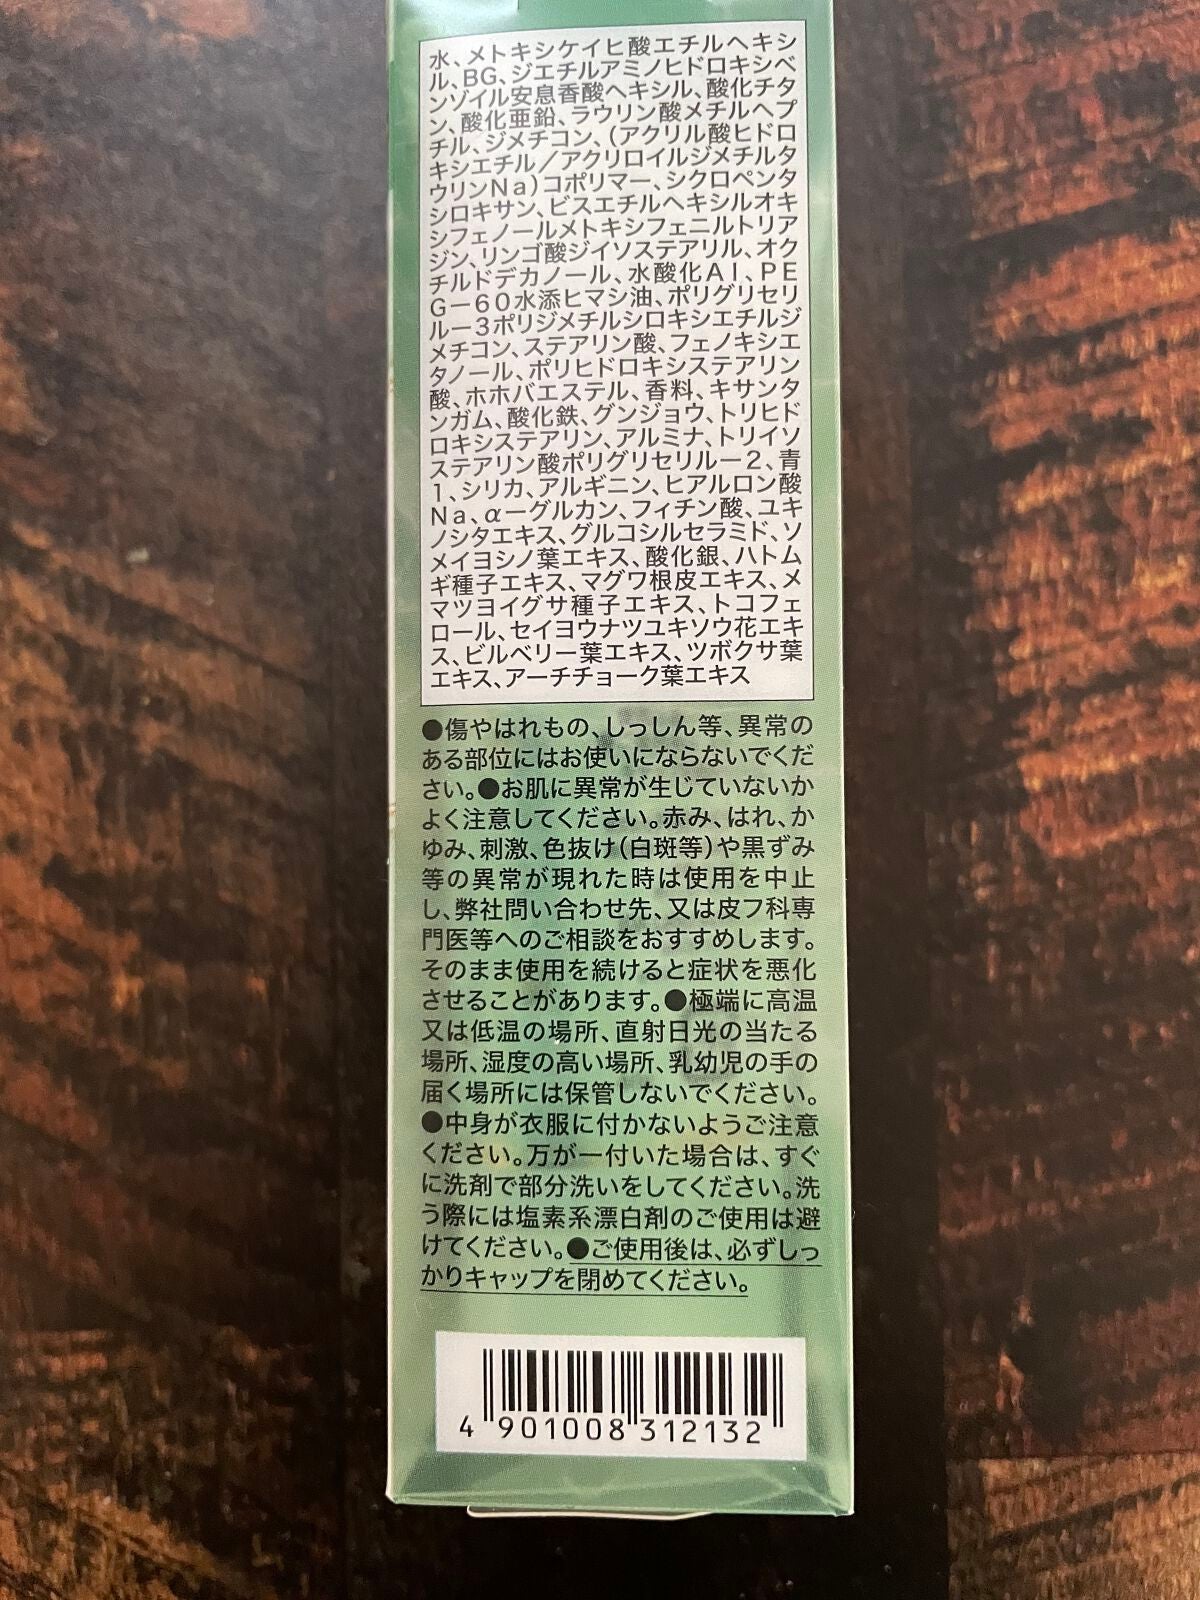 水、メトキシケイヒ酸エチルヘキシ
ル、BG、ジエチルアミノヒドロキシベ
ンゾイル安息香酸ヘキシル、酸化チタ
ン、酸化亜鉛、ラウリン酸メチルヘプ
チル、ジメチコン、(アクリル酸ヒドロ
キシエチル/アクリロイルジメチルタ
ウリンNa)コポリマー、シクロペンタ
シロキサン、ビスエチルヘキシルオキ
シフェノールメトキシフェニルトリア
ジン、リンゴ酸ジイソステアリル、オク
チルドデカノール、水酸化Al、PE
G-60水添ヒマシ油、ポリグリセリ
ル-3ポリジメチルシロキシエチルジ
メチコン、ステアリン酸、フェノキシエ
タノール、ポリヒドロキシステアリン
酸、ホホバエステル、香料、キサンタ
ンガム、酸化鉄、グンジョウ、トリヒド
ロキシステアリン、アルミナ、トリイソ
ステアリン酸ポリグリセリル-2、青
1、シリカ、アルギニン、ヒアルロン酸
Na、α-グルカン、フィチン酸、ユキ
ノシタエキス、グルコシルセラミド、ソ
メイヨシノ葉エキス、酸化銀、ハトム
ギ種子エキス、マグワ根皮エキス、メ
マツヨイグサ種子エキス、トコフェ
ロール、セイヨウナツユキソウ花エキ
ス、ビルベリー葉エキス、ツボクサ葉
エキス、アーチチョーク葉エキス
●傷やはれもの、しっしん等、異常の
ある部位にはお使いにならないでくだ
さい。●お肌に異常が生じていないか
よく注意してください。赤み、はれ、か
ゆみ、刺激、色抜け(白斑等)や黒ずみ
等の異常が現れた時は使用を中止
し、弊社問い合わせ先、又は皮フ科専
門医等へのご相談をおすすめします。
そのまま使用を続けると症状を悪化
させることがあります。●極端に高温
又は低温の場所、直射日光の当たる
場所、湿度の高い場所、乳幼児の手の
届く場所には保管しないでください。
●中身が衣服に付かないようご注意
ください。万が一付いた場合は、すぐ
に洗剤で部分洗いをしてください。洗
う際には塩素系漂白剤のご使用は避
けてください。●ご使用後は、必ずしっ
かりキャップを閉めてください。
4 901008 312132